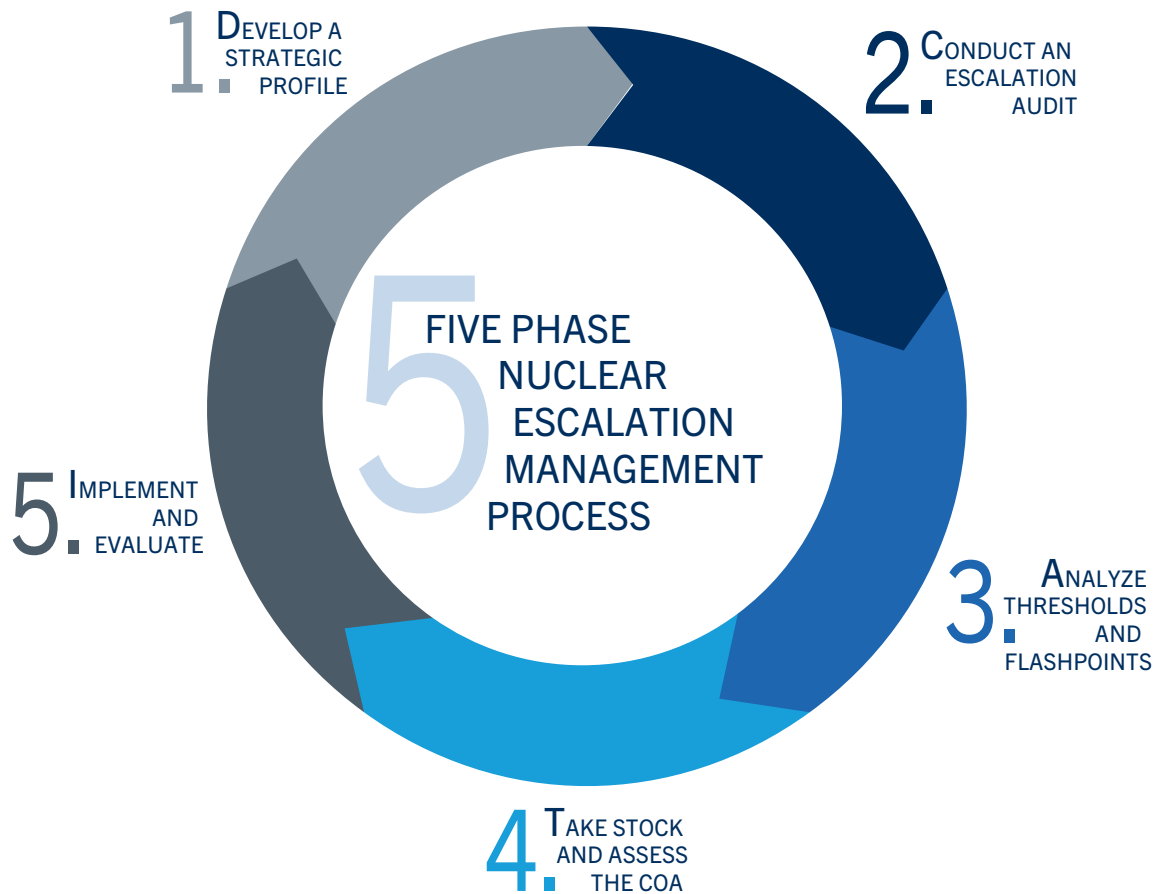 1. DEVELOP A
STRATEGIC
PROFILE
2. CONDUCT AN
ESCALATION
AUDIT
5
FIVE PHASE
NUCLEAR
ESCALATION
MANAGEMENT
PROCESS
3. ANALYZE
THRESHOLDS
AND
FLASHPOINTS
4. TAKE STOCK
AND ASSESS
THE COA
5. IMPLEMENT
AND
EVALUATE